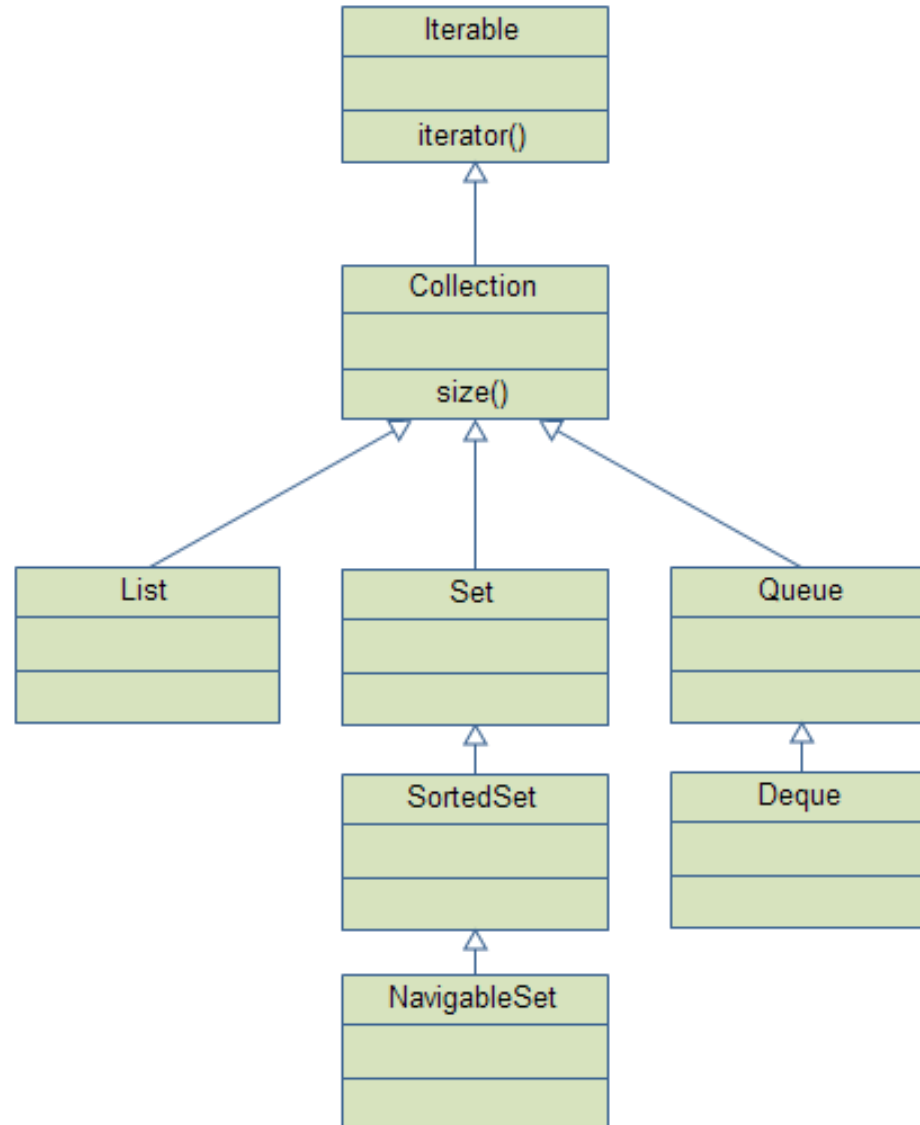 Iterable
iterator()
Collection
size()
List
Set
Queue
SortedSet
Deque
NavigableSet